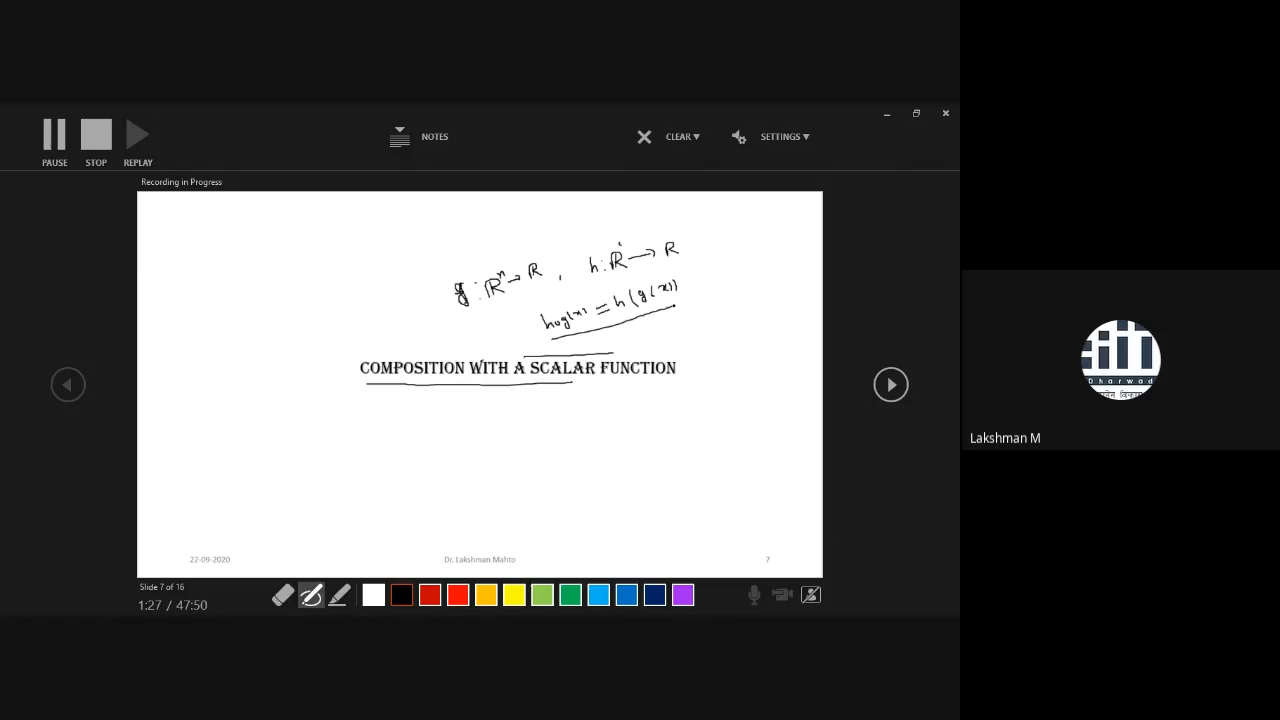 NOTES
CLEAR
SETTINGS
PAUSE STOP REPLAY
Recording in Progress
g : ℝⁿ → ℝ , h : ℝ → ℝ
hog(x) = h(g(x))
COMPOSITION WITH A SCALAR FUNCTION
22-09-2020 Dr. Lakshman Mahto 7
Slide 7 of 16
1:27 / 47:50
Dharwad
Lakshman M